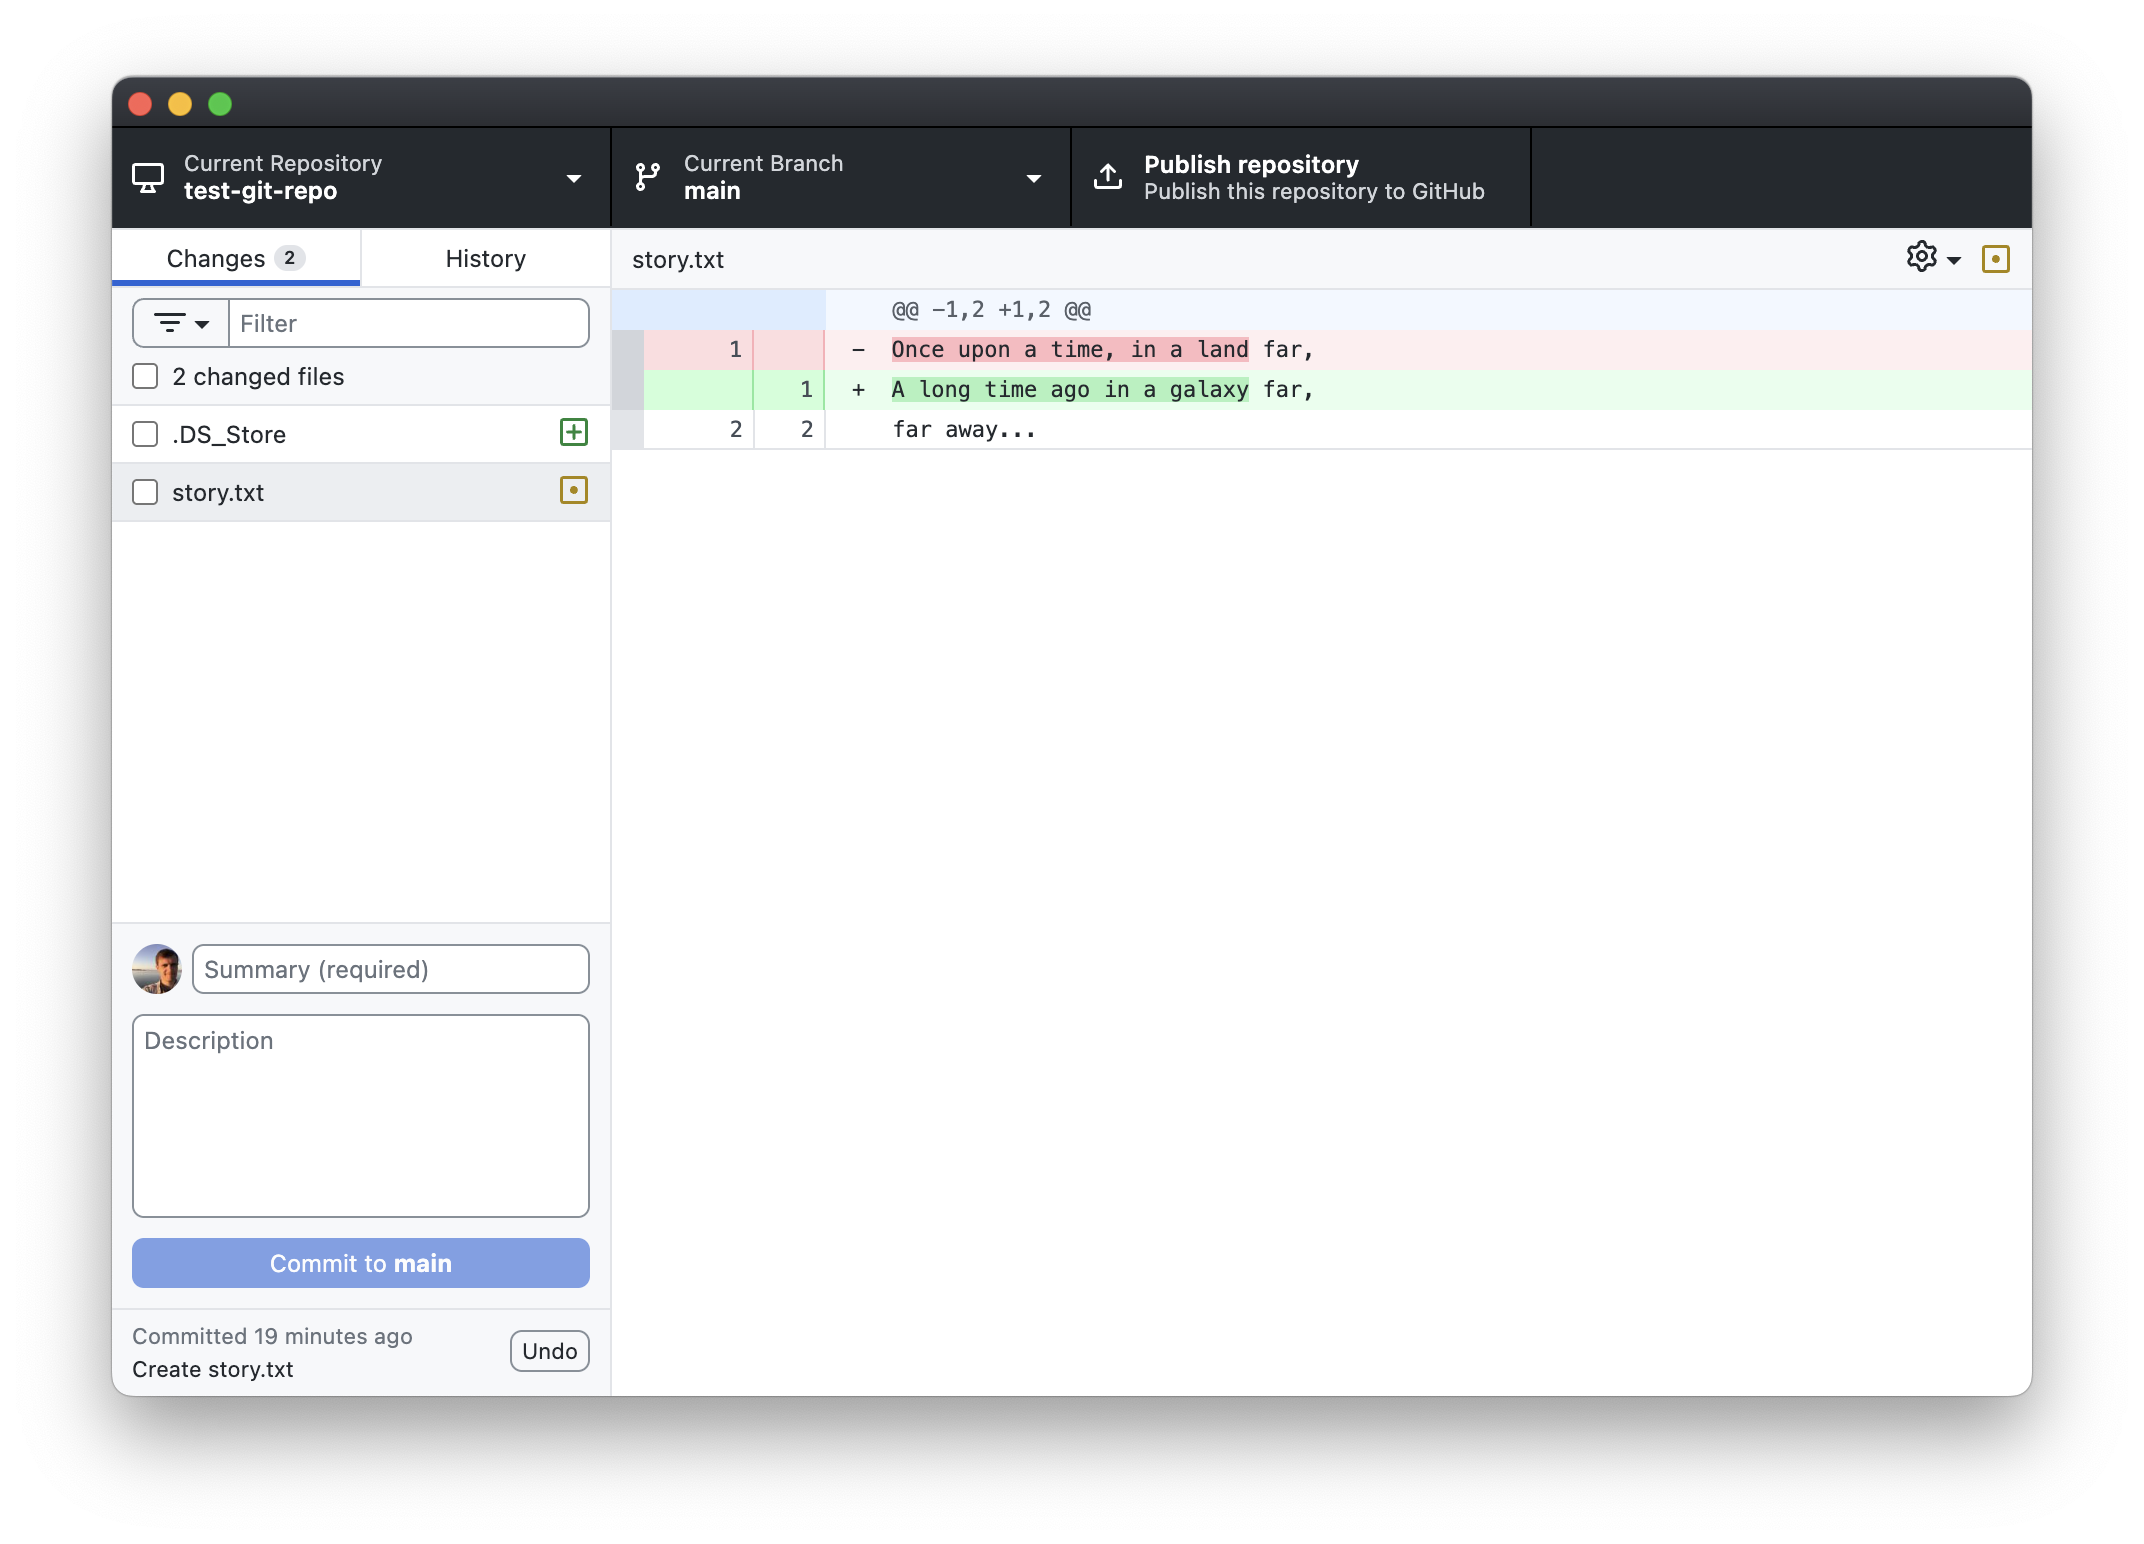 Current Repository
test-git-repo
Current Branch
main
Publish repository
Publish this repository to GitHub
Changes 2
History
story.txt
Filter
2 changed files
.DS_Store
story.txt
@@ -1,2 +1,2 @@
1 - Once upon a time, in a land far,
1 + A long time ago in a galaxy far,
2 2 far away...
Summary (required)
Description
Commit to main
Committed 19 minutes ago
Create story.txt
Undo